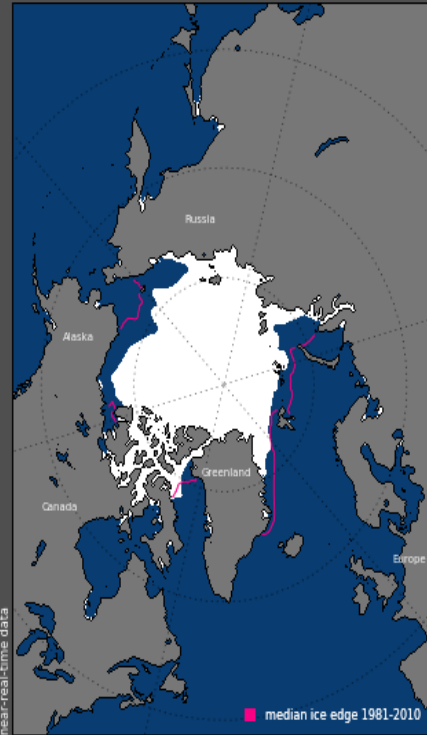 Russia
Alaska
Greenland
Canada
Europe
near-real-time data
median ice edge 1981-2010